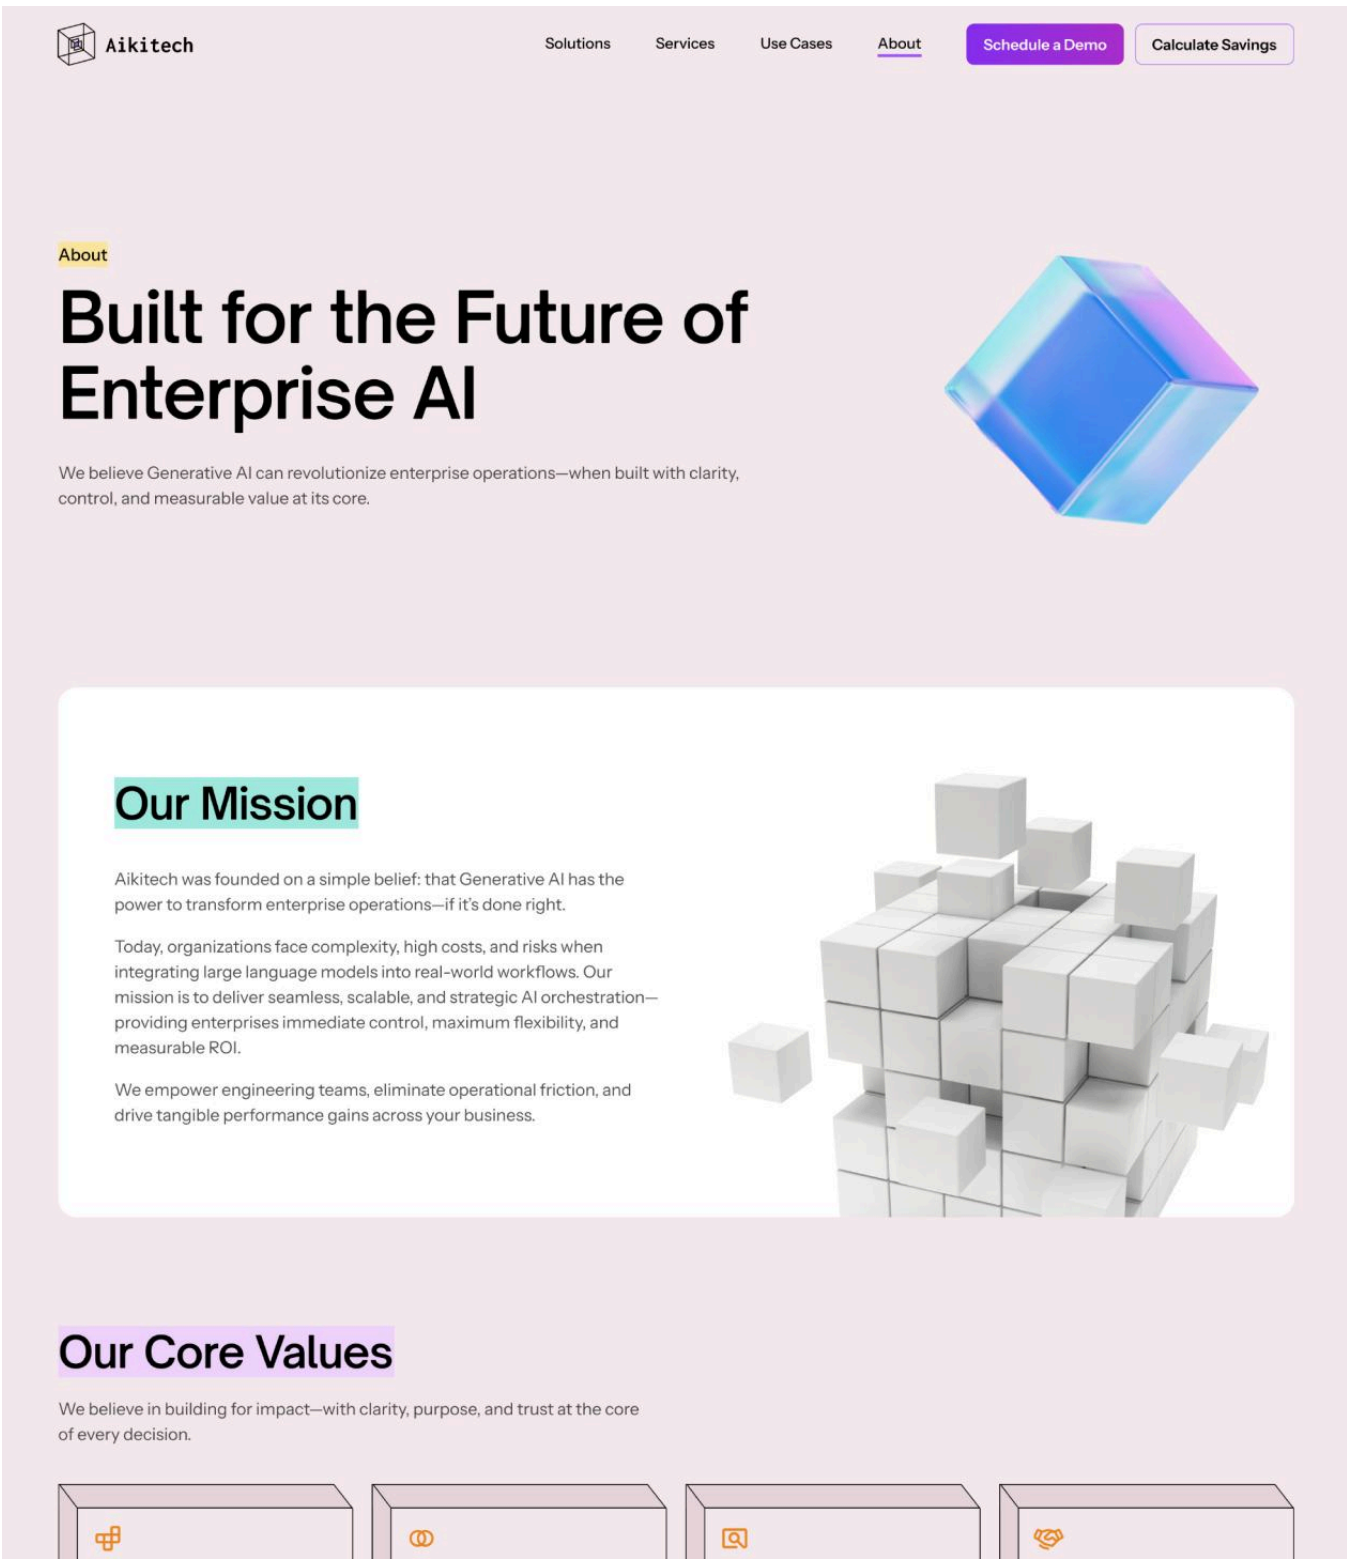 Aikitech
Solutions
Services
Use Cases
About
Schedule a Demo
Calculate Savings
About
Built for the Future of
Enterprise AI
We believe Generative AI can revolutionize enterprise operations—when built with clarity,
control, and measurable value at its core.
Our Mission
Aikitech was founded on a simple belief: that Generative AI has the
power to transform enterprise operations—if it's done right.
Today, organizations face complexity, high costs, and risks when
integrating large language models into real-world workflows. Our
mission is to deliver seamless, scalable, and strategic AI orchestration—
providing enterprises immediate control, maximum flexibility, and
measurable ROI.
We empower engineering teams, eliminate operational friction, and
drive tangible performance gains across your business.
Our Core Values
We believe in building for impact—with clarity, purpose, and trust at the core
of every decision.